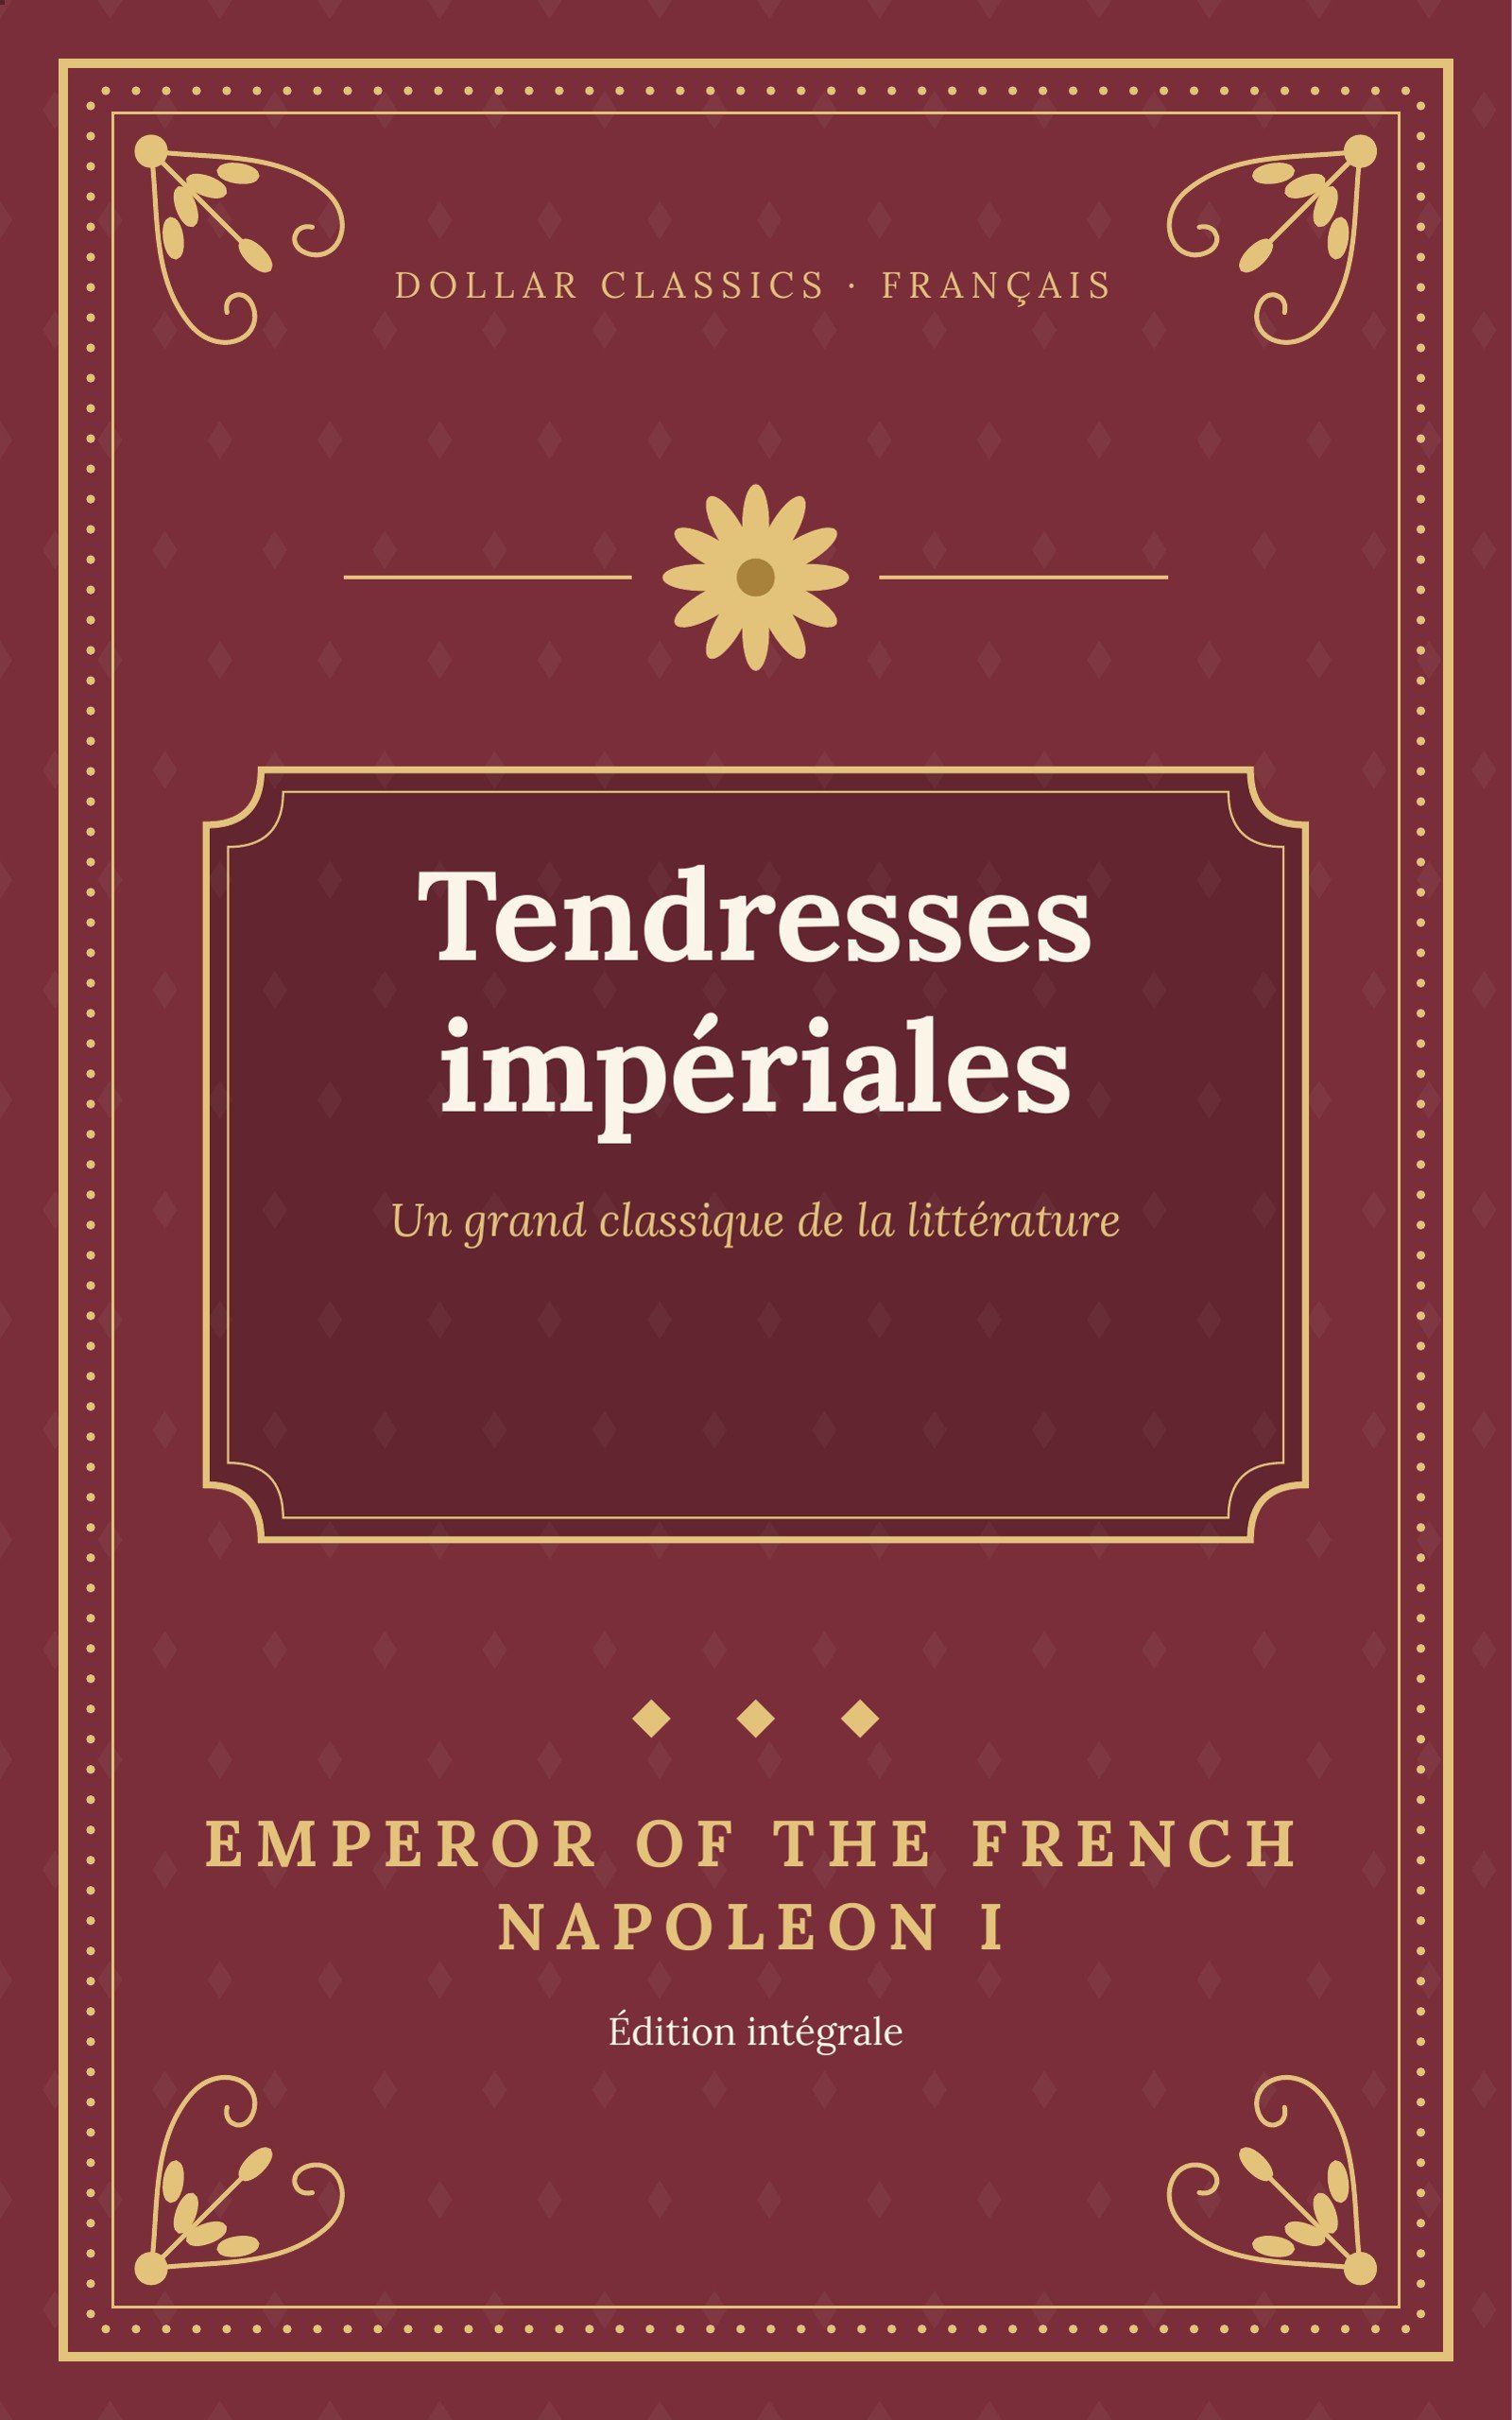 DOLLAR CLASSICS · FRANÇAIS
Tendresses
impériales
Un grand classique de la littérature
EMPEROR OF THE FRENCH
NAPOLEON I
Édition intégrale